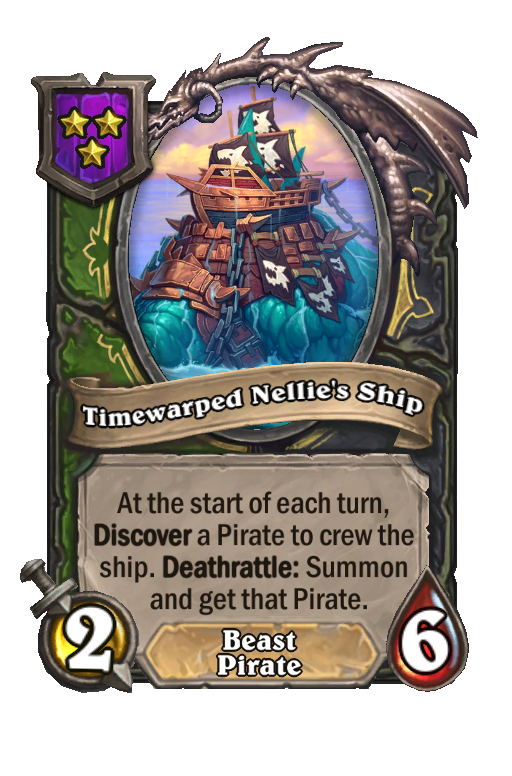 Timewarped Nellie's Ship
At the start of each turn,
Discover a Pirate to crew the
ship. Deathrattle: Summon
and get that Pirate.
2
Beast
Pirate
6